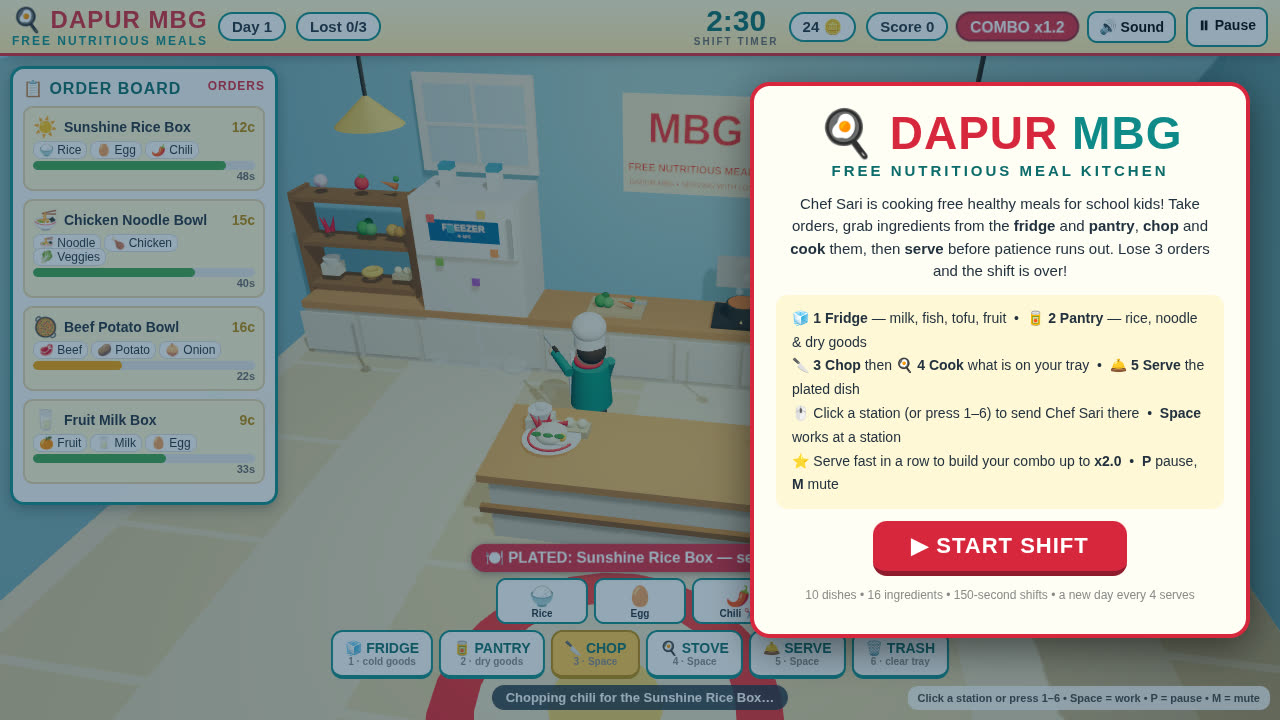 DAPUR MBG
FREE NUTRITIOUS MEALS
Day 1
Lost 0/3
2:30
SHIFT TIMER
24
Score 0
COMBO x1.2
Sound
Pause
ORDER BOARD
ORDERS
Sunshine Rice Box 12c
Rice Egg Chili
48s
Chicken Noodle Bowl 15c
Noodle Chicken
Veggies
40s
Beef Potato Bowl 16c
Beef Potato Onion
22s
Fruit Milk Box 9c
Fruit Milk Egg
33s
MBG
FREE NUTRITIOUS MEAL
FREEZER
DAPUR MBG
FREE NUTRITIOUS MEAL KITCHEN
Chef Sari is cooking free healthy meals for school kids! Take
orders, grab ingredients from the fridge and pantry, chop and
cook them, then serve before patience runs out. Lose 3 orders
and the shift is over!
1 Fridge — milk, fish, tofu, fruit • 2 Pantry — rice, noodle
& dry goods
3 Chop then 4 Cook what is on your tray • 5 Serve the
plated dish
Click a station (or press 1–6) to send Chef Sari there • Space
works at a station
Serve fast in a row to build your combo up to x2.0 • P pause,
M mute
▶ START SHIFT
10 dishes • 16 ingredients • 150-second shifts • a new day every 4 serves
PLATED: Sunshine Rice Box —
Rice
Egg
Chili
FRIDGE
1 · cold goods
PANTRY
2 · dry goods
CHOP
3 · Space
STOVE
4 · Space
SERVE
5 · Space
TRASH
6 · clear tray
Chopping chili for the Sunshine Rice Box…
Click a station or press 1–6 • Space = work • P = pause • M = mute